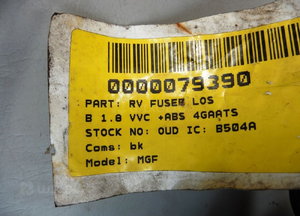 0000079390
PART: RV FUSEE LOS
B 1.8 VVC +ABS 4GAATS
STOCK NO: OUD IC: B504A
Coms: bk
Model: MGF